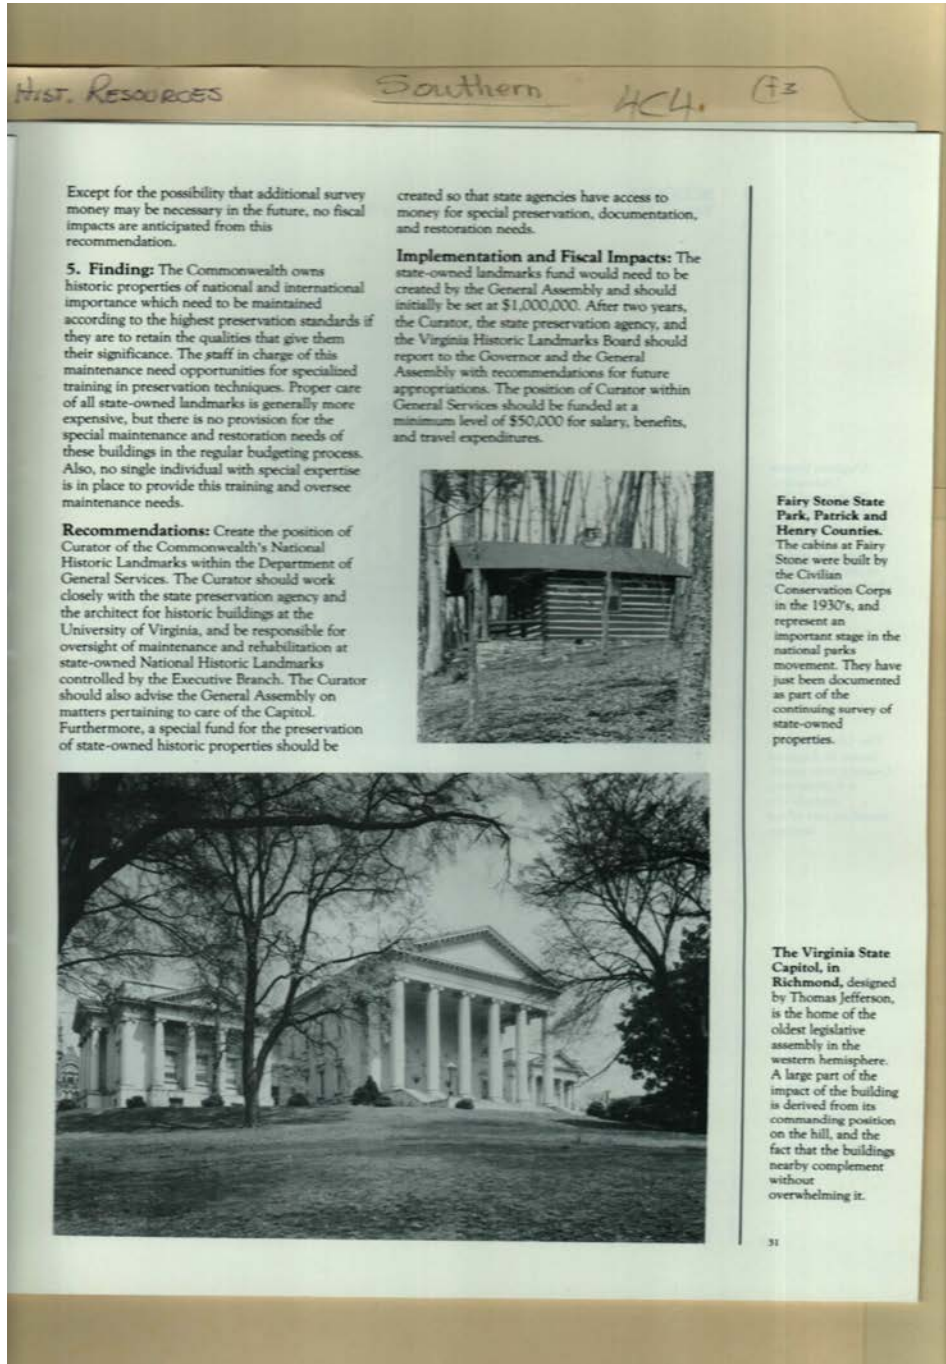 HIST. RESOURCES
Southern
4C4.
Except for the possibility that additional survey
money may be necessary in the future, no fiscal
impacts are anticipated from this
recommendation.
5. Finding: The Commonwealth owns
historic properties of national and international
importance which need to be maintained
according to the highest preservation standards if
they are to retain the qualities that give them
their significance. The staff in charge of this
maintenance need opportunities for specialized
training in preservation techniques. Proper care
of all state-owned landmarks is generally more
expensive, but there is no provision for the
special maintenance and restoration needs of
these buildings in the regular budgeting process.
Also, no single individual with special expertise
is in place to provide this training and oversee
maintenance needs.
Recommendations: Create the position of
Curator of the Commonwealth's National
Historic Landmarks within the Department of
General Services. The Curator should work
closely with the state preservation agency and
the architect for historic buildings at the
University of Virginia, and be responsible for
oversight of maintenance and rehabilitation at
state-owned National Historic Landmarks
controlled by the Executive Branch. The Curator
should also advise the General Assembly on
matters pertaining to care of the Capitol.
Furthermore, a special fund for the preservation
of state-owned historic properties should be
created so that state agencies have access to
money for special preservation, documentation,
and restoration needs.
Implementation and Fiscal Impacts: The
state-owned landmarks fund would need to be
created by the General Assembly and should
initially be set at $1,000,000. After two years,
the Curator, the state preservation agency, and
the Virginia Historic Landmarks Board should
report to the Governor and the General
Assembly with recommendations for future
appropriations. The position of Curator within
General Services should be funded at a
minimum level of $50,000 for salary, benefits,
and travel expenditures.
Fairy Stone State
Park, Patrick and
Henry Counties.
The cabins at Fairy
Stone were built by
the Civilian
Conservation Corps
in the 1930's, and
represent an
important stage in the
national parks
movement. They have
just been documented
as part of the
continuing survey of
state-owned
properties.
The Virginia State
Capitol, in
Richmond, designed
by Thomas Jefferson,
is the home of the
oldest legislative
assembly in the
western hemisphere.
A large part of the
impact of the building
is derived from its
commanding position
on the hill, and the
fact that the buildings
nearby complement
without
overwhelming it.
31